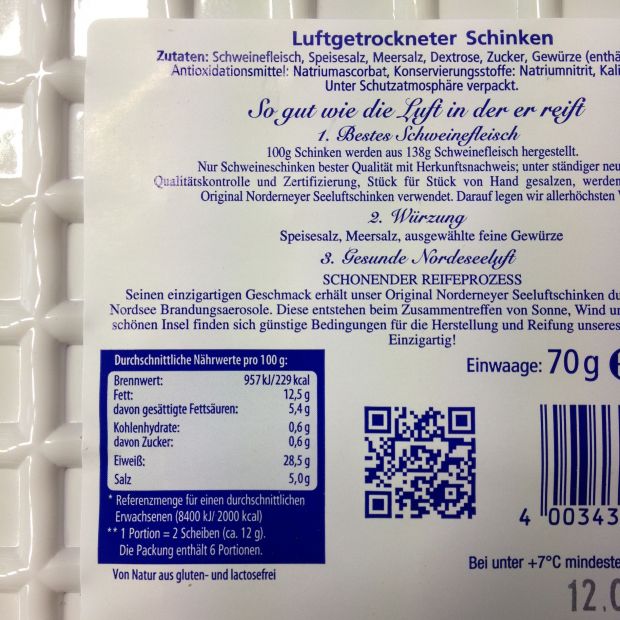 Luftgetrockneter Schinken
Zutaten: Schweinefleisch, Speisesalz, Meersalz, Dextrose, Zucker, Gewürze (enthä
Antioxidationsmittel: Natriumascorbat, Konservierungsstoffe: Natriumnitrit, Kali
Unter Schutzatmosphäre verpackt.
So gut wie die Luft in der er reift
1. Bestes Schweinefleisch
100g Schinken werden aus 138g Schweinefleisch hergestellt.
Nur Schweineschinken bester Qualität mit Herkunftsnachweis; unter ständiger neu
Qualitätskontrolle und Zertifizierung, Stück für Stück von Hand gesalzen, werden
Original Norderneyer Seeluftschinken verwendet. Darauf legen wir allerhöchsten
2. Würzung
Speisesalz, Meersalz, ausgewählte feine Gewürze
3. Gesunde Nordeseeluft
SCHONENDER REIFEPROZESS
Seinen einzigartigen Geschmack erhält unser Original Norderneyer Seeluftschinken du
Nordsee Brandungsaerosole. Diese entstehen beim Zusammentreffen von Sonne, Wind un
schönen Insel finden sich günstige Bedingungen für die Herstellung und Reifung unseres
Einzigartig!
Einwaage: 70g
Durchschnittliche Nährwerte pro 100 g:
Brennwert: 957 kJ/229 kcal
Fett: 12,5 g
davon gesättigte Fettsäuren: 5,4 g
Kohlenhydrate: 0,6 g
davon Zucker: 0,6 g
Eiweiß: 28,5 g
Salz 5,0 g
* Referenzmenge für einen durchschnittlichen
Erwachsenen (8400 kJ/ 2000 kcal)
** 1 Portion = 2 Scheiben (ca. 12 g).
Die Packung enthält 6 Portionen.
Von Natur aus gluten- und lactosefrei
4 00343
Bei unter +7°C mindeste
12.0